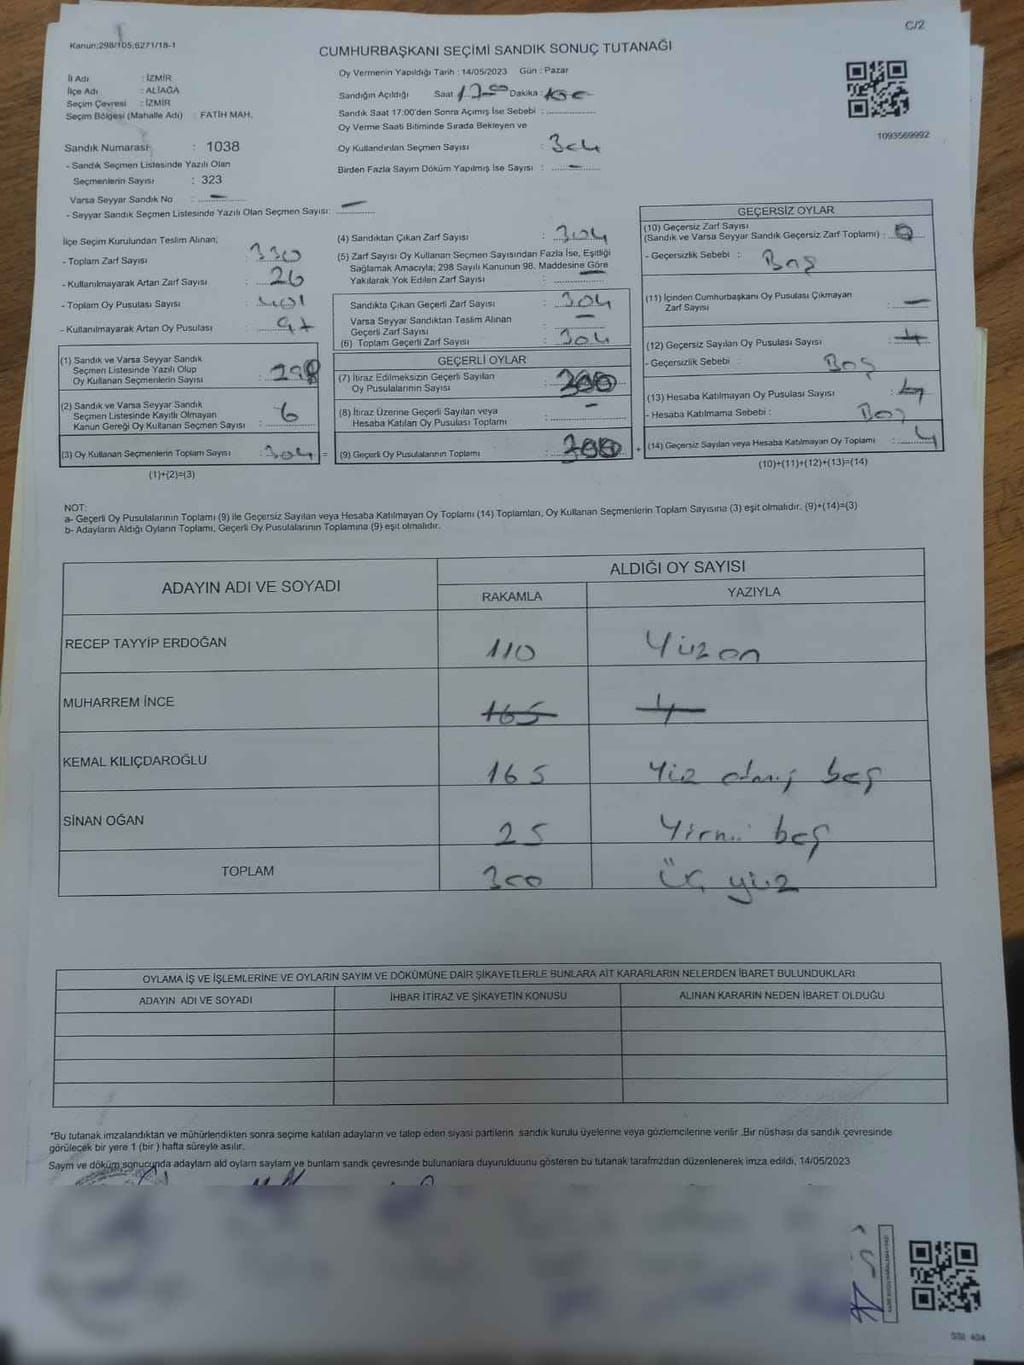 C/2
Kanun:298/105;6271/18-1
CUMHURBAŞKANI SEÇİMİ SANDIK SONUÇ TUTANAĞI
İl Adı : İZMİR
İlçe Adı : ALİAĞA
Seçim Çevresi : İZMİR
Seçim Bölgesi (Mahalle Adı) : FATİH MAH.
Oy Vermenin Yapıldığı Tarih : 14/05/2023 Gün : Pazar
Sandığın Açıldığı Saat 17:00 Dakika :
Sandık Saat 17:00'den Sonra Açımış İse Sebebi :
Oy Verme Saati Bitiminde Sırada Bekleyen ve
Oy Kullandırılan Seçmen Sayısı : 304
Birden Fazla Sayım Döküm Yapılmış İse Sayısı : -
1093569992
Sandık Numarası : 1038
- Sandık Seçmen Listesinde Yazılı Olan
Seçmenlerin Sayısı : 323
Varsa Seyyar Sandık No : -
- Seyyar Sandık Seçmen Listesinde Yazılı Olan Seçmen Sayısı: -
İlçe Seçim Kurulundan Teslim Alınan;
- Toplam Zarf Sayısı : 330
- Kullanılmayarak Artan Zarf Sayısı : 26
- Toplam Oy Pusulası Sayısı : 401
- Kullanılmayarak Artan Oy Pusulası : 97
(1) Sandık ve Varsa Seyyar Sandık
Seçmen Listesinde Yazılı Olup
Oy Kullanan Seçmenlerin Sayısı : 298
(2) Sandık ve Varsa Seyyar Sandık
Seçmen Listesinde Kayıtlı Olmayan
Kanun Gereği Oy Kullanan Seçmen Sayısı : 6
(3) Oy Kullanan Seçmenlerin Toplam Sayısı : 304 =
(1)+(2)=(3)
(4) Sandıktan Çıkan Zarf Sayısı : 304
(5) Zarf Sayısı Oy Kullanan Seçmen Sayısından Fazla İse, Eşitliği
Sağlamak Amacıyla; 298 Sayılı Kanunun 98. Maddesine Göre
Yakılarak Yok Edilen Zarf Sayısı : -
Sandıkta Çıkan Geçerli Zarf Sayısı : 304
Varsa Seyyar Sandıktan Teslim Alınan
Geçerli Zarf Sayısı : -
(6) Toplam Geçerli Zarf Sayısı : 304
GEÇERLİ OYLAR
(7) İtiraz Edilmeksizin Geçerli Sayılan
Oy Pusulalarının Sayısı : 300
(8) İtiraz Üzerine Geçerli Sayılan veya
Hesaba Katılan Oy Pusulası Toplamı : -
(9) Geçerli Oy Pusulalarının Toplamı : 300 +
GEÇERSİZ OYLAR
(10) Geçersiz Zarf Sayısı
(Sandık ve Varsa Seyyar Sandık Geçersiz Zarf Toplamı) :
- Geçersizlik Sebebi : Boş
(11) İçinden Cumhurbaşkanı Oy Pusulası Çıkmayan
Zarf Sayısı : -
(12) Geçersiz Sayılan Oy Pusulası Sayısı :
- Geçersizlik Sebebi : Boş
(13) Hesaba Katılmayan Oy Pusulası Sayısı : 4
- Hesaba Katılmama Sebebi : Boş
(14) Geçersiz Sayılan veya Hesaba Katılmayan Oy Toplamı : 4
(10)+(11)+(12)+(13)=(14)
NOT:
a- Geçerli Oy Pusulalarının Toplamı (9) ile Geçersiz Sayılan veya Hesaba Katılmayan Oy Toplamı (14) Toplamları, Oy Kullanan Seçmenlerin Toplam Sayısına (3) eşit olmalıdır. (9)+(14)=(3)
b- Adayların Aldığı Oyların Toplamı, Geçerli Oy Pusulalarının Toplamına (9) eşit olmalıdır.
ADAYIN ADI VE SOYADI ALDIĞI OY SAYISI
RAKAMLA YAZIYLA
RECEP TAYYİP ERDOĞAN 110 Yüzon
MUHARREM İNCE 165
KEMAL KILIÇDAROĞLU 165 Yüz altmış beş
SİNAN OĞAN 25 Yirmi beş
TOPLAM 300 Üç yüz
OYLAMA İŞ VE İŞLEMLERİNE VE OYLARIN SAYIM VE DÖKÜMÜNE DAİR ŞİKAYETLERLE BUNLARA AİT KARARLARIN NELERDEN İBARET BULUNDUKLARI
ADAYIN ADI VE SOYADI İHBAR İTİRAZ VE ŞİKAYETİN KONUSU ALINAN KARARIN NEDEN İBARET OLDUĞU
*Bu tutanak imzalandıktan ve mühürlendikten sonra seçime katılan adayların ve talep eden siyasi partilerin sandık kurulu üyelerine veya gözlemcilerine verilir .Bir nüshası da sandık çevresinde
görülecek bir yere 1 (bir ) hafta süreyle asılır.
Sayım ve döküm sonucunda adayların ald oyların sayları ve bunların sandık çevresinde bulunanlara duyurulduunu gösteren bu tutanak tarafmzdan düzenlenerek imza edildi. 14/05/2023